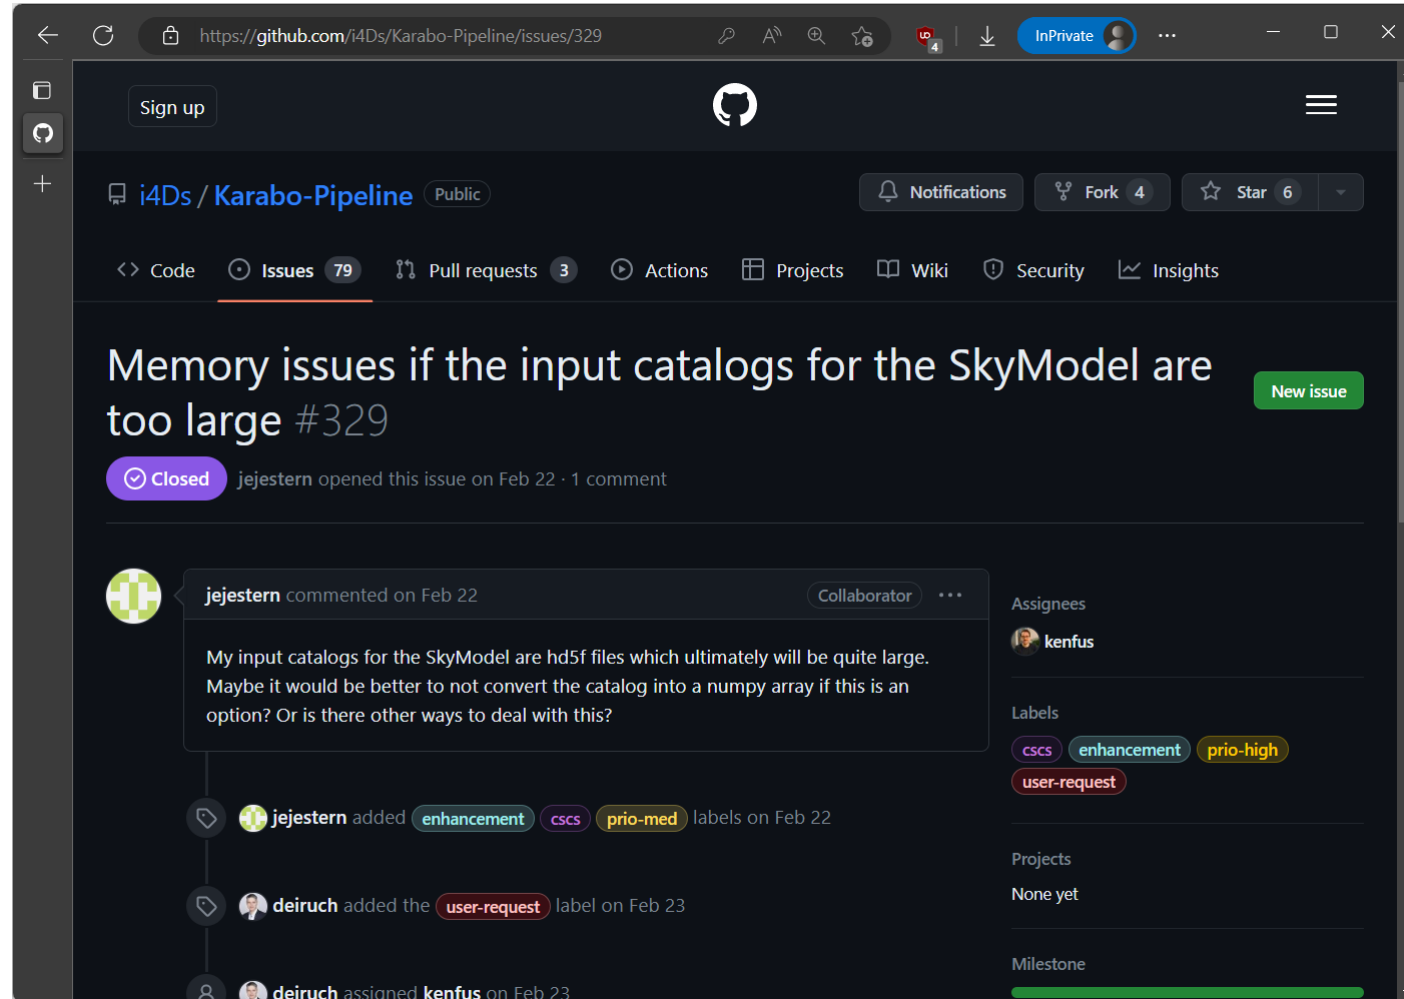 https://github.com/i4Ds/Karabo-Pipeline/issues/329
4
InPrivate
Sign up
i4Ds / Karabo-Pipeline Public
Notifications
Fork 4
Star 6
Code
Issues 79
Pull requests 3
Actions
Projects
Wiki
Security
Insights
Memory issues if the input catalogs for the SkyModel are
too large #329
New issue
Closed jejestern opened this issue on Feb 22 · 1 comment
jejestern commented on Feb 22
Collaborator
My input catalogs for the SkyModel are hd5f files which ultimately will be quite large.
Maybe it would be better to not convert the catalog into a numpy array if this is an
option? Or is there other ways to deal with this?
jejestern added enhancement cscs prio-med labels on Feb 22
deiruch added the user-request label on Feb 23
deiruch assigned kenfus on Feb 23
Assignees
kenfus
Labels
cscs enhancement prio-high
user-request
Projects
None yet
Milestone